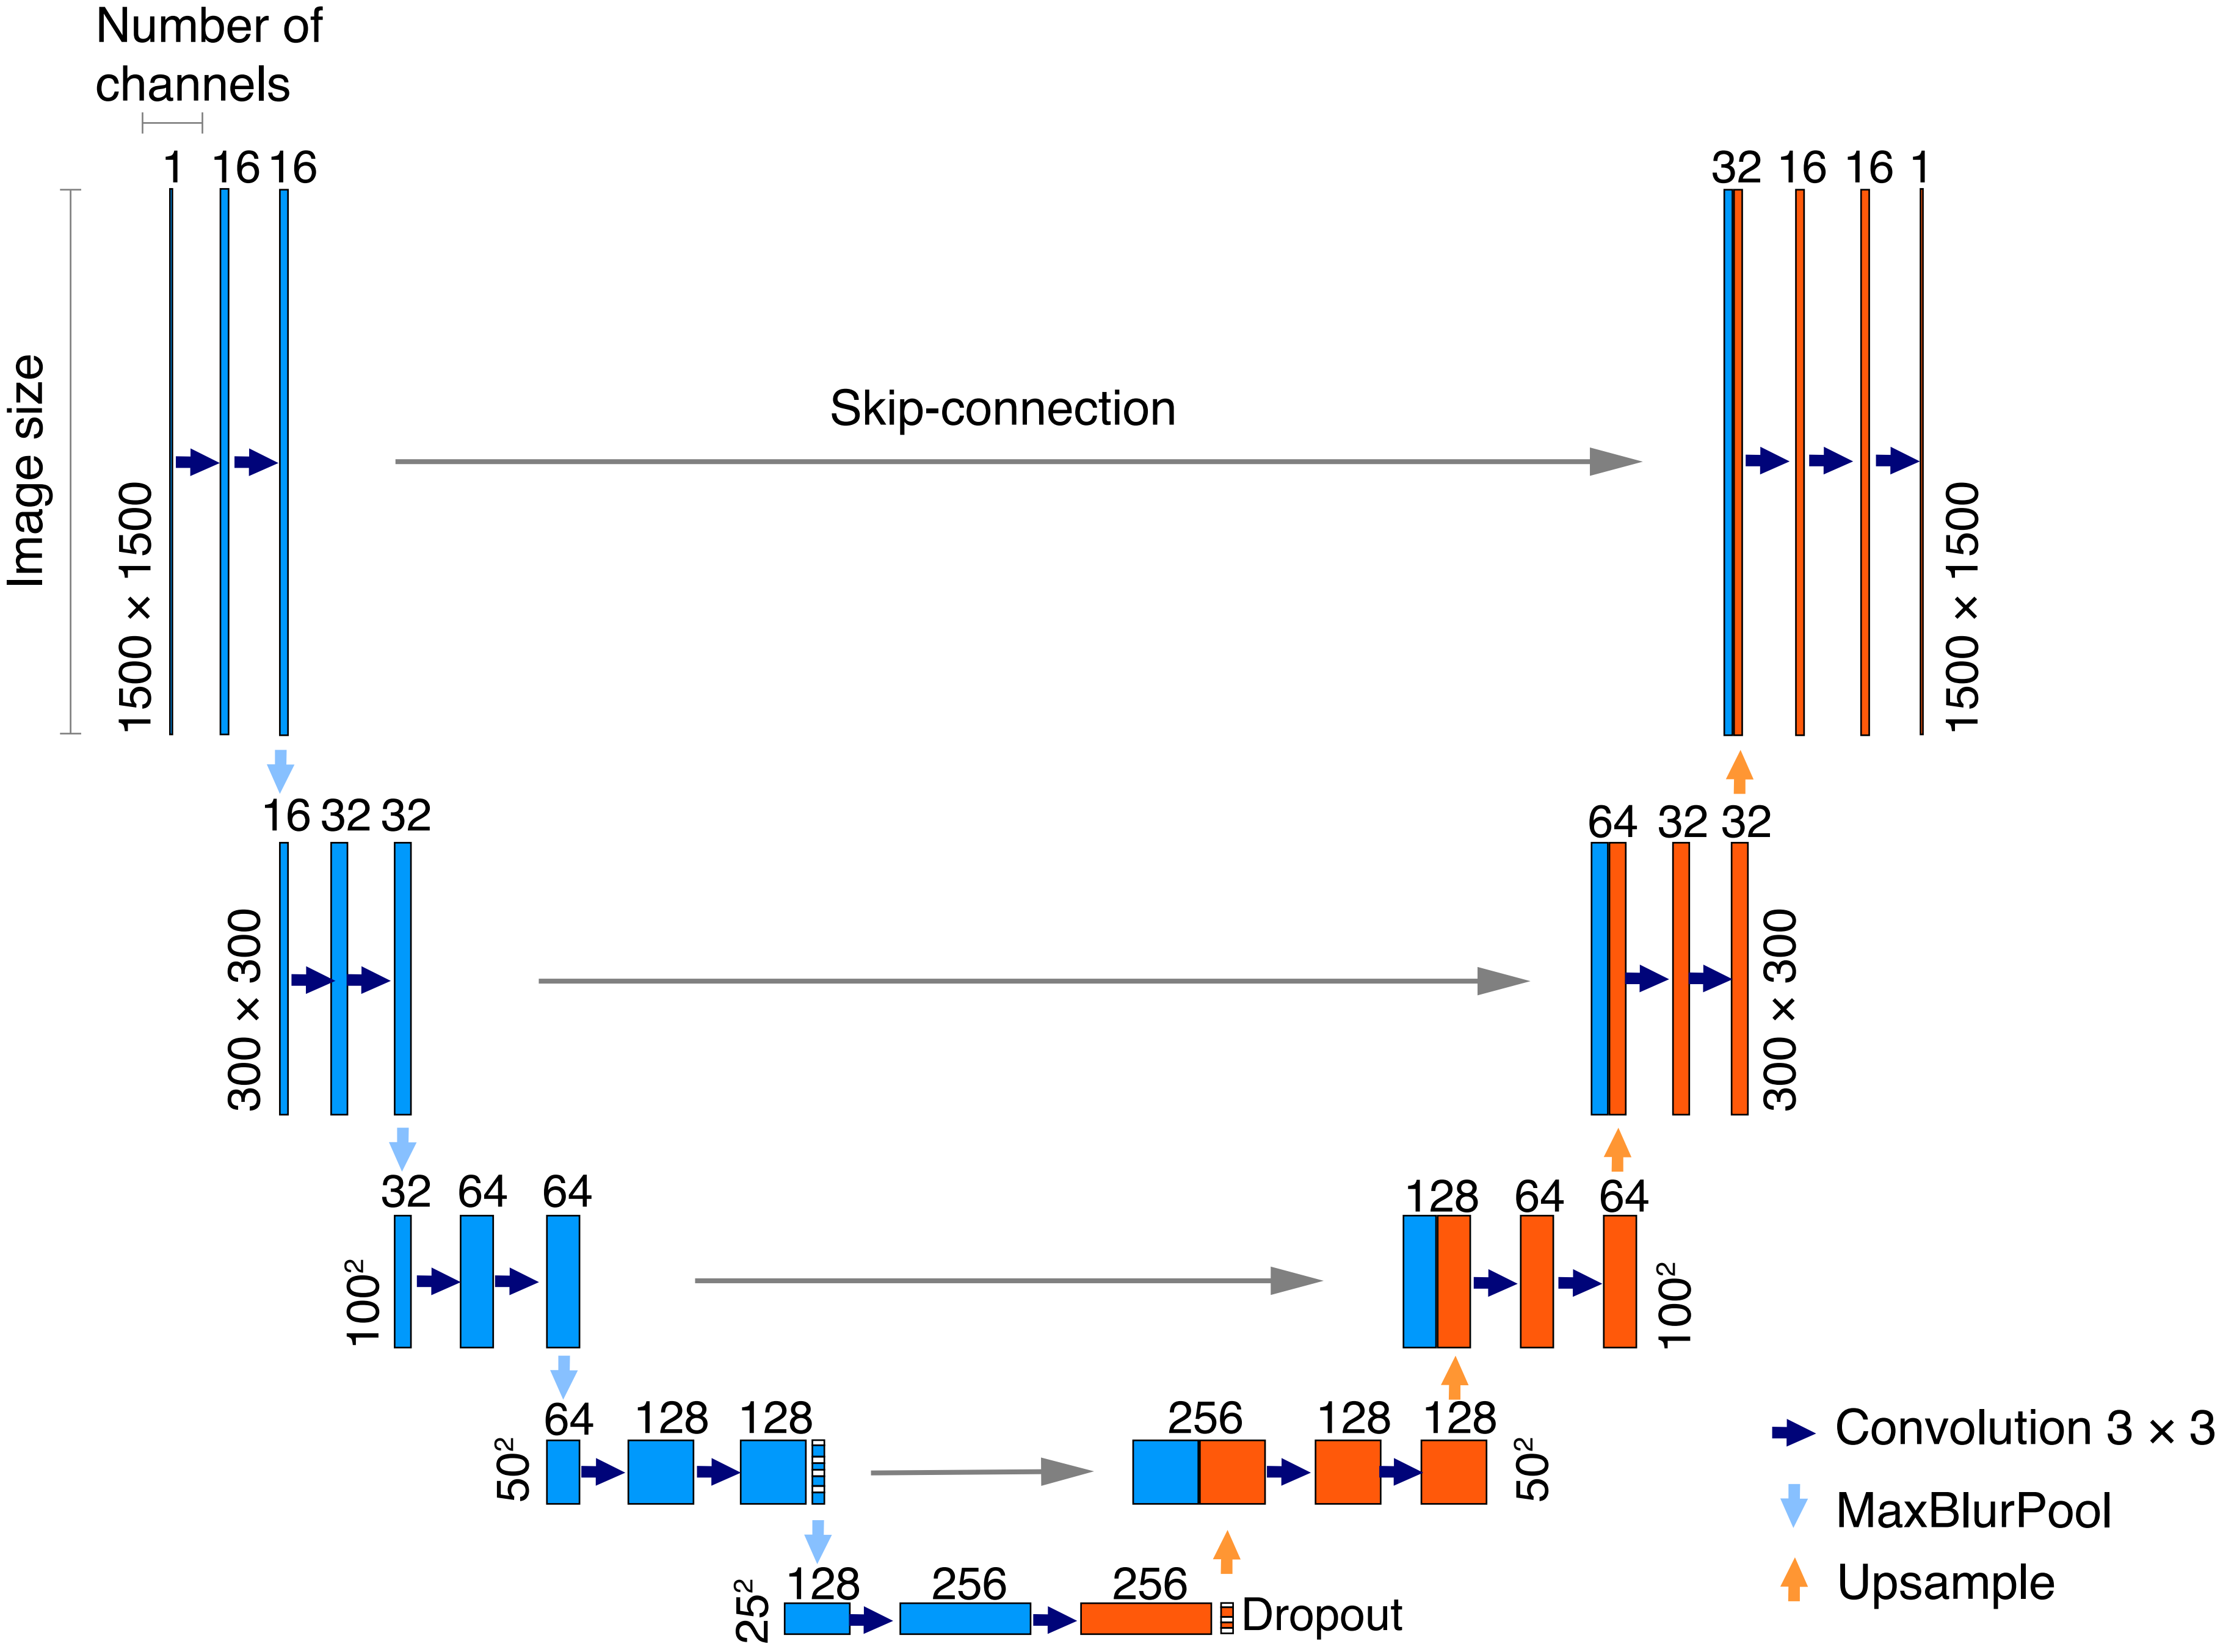 Number of
channels
1 16 16
32 16 16 1
Image size
1500 × 1500
Skip-connection
1500 × 1500
16 32 32
64 32 32
300 × 300
300 × 300
32 64 64
128 64 64
100²
100²
64 128 128
256 128 128
50²
50²
Convolution 3 × 3
MaxBlurPool
Upsample
128 256 256
25²
Dropout